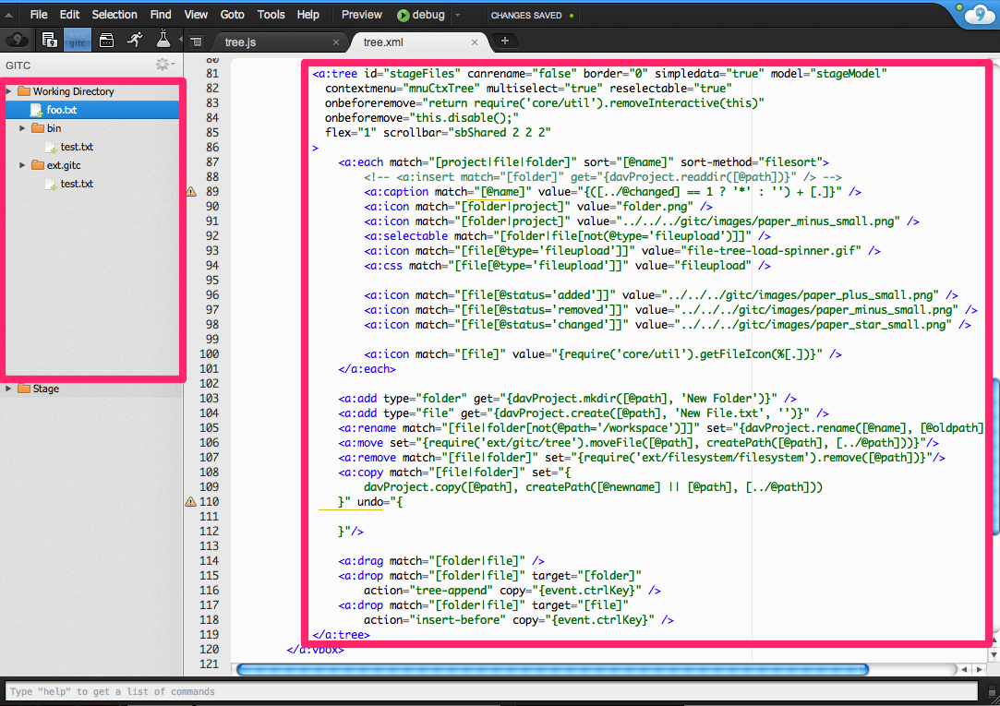 File Edit Selection Find View Goto Tools Help Preview debug CHANGES SAVED
9 gitc tree.js × tree.xml × + 9
GITC
Working Directory
foo.txt
bin
test.txt
ext.gitc
test.txt
Stage
80
81 <a:tree id="stageFiles" canrename="false" border="0" simpledata="true" model="stageModel"
82 contextmenu="mnuCtxTree" multiselect="true" reselectable="true"
83 onbeforeremove="return require('core/util').removeInteractive(this)"
84 onbeforemove="this.disable();"
85 flex="1" scrollbar="sbShared 2 2 2"
86 >
87 <a:each match="[project|file|folder]" sort="[@name]" sort-method="filesort">
88 <!-- <a:insert match="[folder]" get="{davProject.readdir([@path])}" /> -->
89 <a:caption match="[@name]" value="{([../@changed] == 1 ? '*' : '') + [.]}" />
90 <a:icon match="[folder|project]" value="folder.png" />
91 <a:icon match="[folder|project]" value="../../../gitc/images/paper_minus_small.png" />
92 <a:selectable match="[folder|file[not(@type='fileupload')]]" />
93 <a:icon match="[file[@type='fileupload']]" value="file-tree-load-spinner.gif" />
94 <a:css match="[file[@type='fileupload']]" value="fileupload" />
95
96 <a:icon match="[file[@status='added']]" value="../../../gitc/images/paper_plus_small.png" />
97 <a:icon match="[file[@status='removed']]" value="../../../gitc/images/paper_minus_small.png" />
98 <a:icon match="[file[@status='changed']]" value="../../../gitc/images/paper_star_small.png" />
99
100 <a:icon match="[file]" value="{require('core/util').getFileIcon(%[.])}" />
101 </a:each>
102
103 <a:add type="folder" get="{davProject.mkdir([@path], 'New Folder')}" />
104 <a:add type="file" get="{davProject.create([@path], 'New File.txt', '')}" />
105 <a:rename match="[file|folder[not(@path='/workspace')]]" set="{davProject.rename([@name], [@oldpath]
106 <a:move set="{require('ext/gitc/tree').moveFile([@path], createPath([@path], [../@path]))}"/>
107 <a:remove match="[file|folder]" set="{require('ext/filesystem/filesystem').remove([@path])}"/>
108 <a:copy match="[file|folder]" set="{
109 davProject.copy([@path], createPath([@newname] || [@path], [../@path]))
110 }" undo="{
111
112 }"/>
113
114 <a:drag match="[folder|file]" />
115 <a:drop match="[folder|file]" target="[folder]"
116 action="tree-append" copy="{event.ctrlKey}" />
117 <a:drop match="[folder|file]" target="[file]"
118 action="insert-before" copy="{event.ctrlKey}" />
119 </a:tree>
120 </a:vbox>
121
Type "help" to get a list of commands